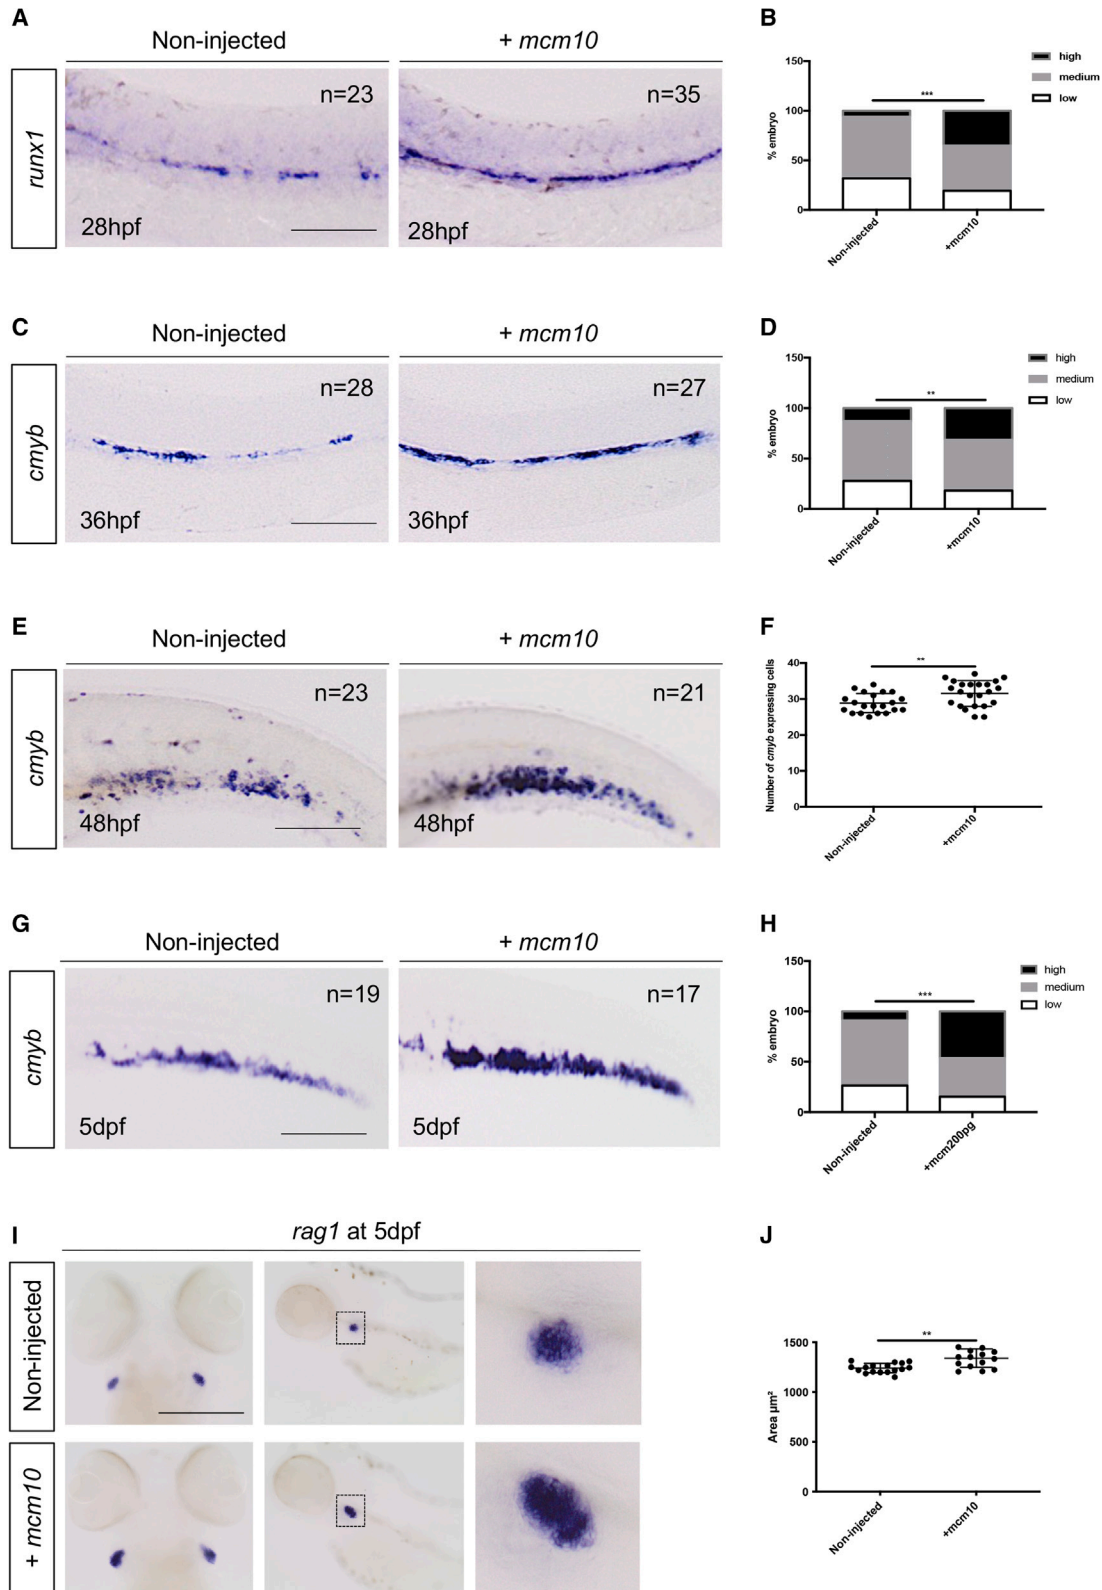 A
Non-injected
+ mcm10
runx1
n=23
28hpf
n=35
28hpf
B
150
100
50
0
% embryo
***
high
medium
low
Non-injected
+mcm10
C
Non-injected
+ mcm10
cmyb
n=28
36hpf
n=27
36hpf
D
150
100
50
0
% embryo
**
high
medium
low
Non-injected
+mcm10
E
Non-injected
+ mcm10
cmyb
n=23
48hpf
n=21
48hpf
F
40
30
20
10
0
Number of cmyb expressing cells
**
Non-injected
+mcm10
G
Non-injected
+ mcm10
cmyb
n=19
5dpf
n=17
5dpf
H
150
100
50
0
% embryo
***
high
medium
low
Non-injected
+mcm200pg
I
rag1 at 5dpf
Non-injected
+ mcm10
J
1500
1000
500
0
Area µm²
**
Non-injected
+mcm10